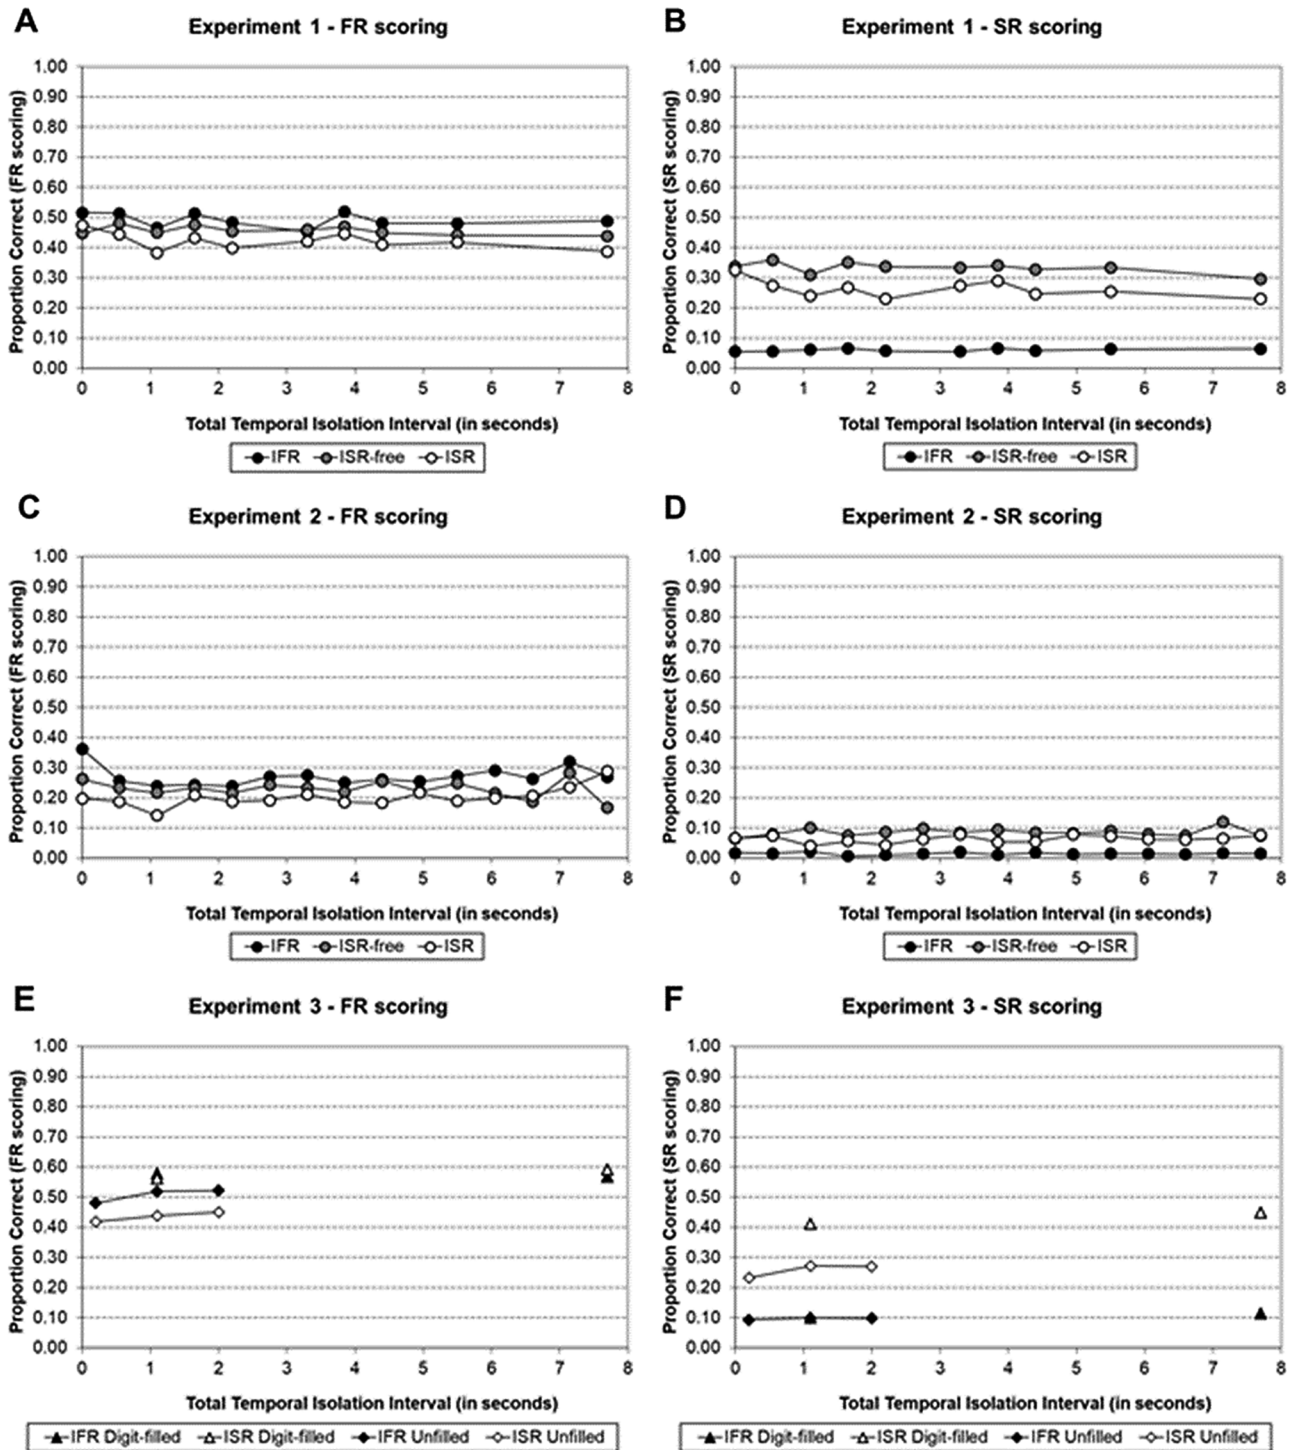 A
Experiment 1 - FR scoring
Proportion Correct (FR scoring)
1.00
0.90
0.80
0.70
0.60
0.50
0.40
0.30
0.20
0.10
0.00
0 1 2 3 4 5 6 7 8
Total Temporal Isolation Interval (in seconds)
IFR ISR-free ISR
B
Experiment 1 - SR scoring
Proportion Correct (SR scoring)
1.00
0.90
0.80
0.70
0.60
0.50
0.40
0.30
0.20
0.10
0.00
0 1 2 3 4 5 6 7 8
Total Temporal Isolation Interval (in seconds)
IFR ISR-free ISR
C
Experiment 2 - FR scoring
Proportion Correct (FR scoring)
1.00
0.90
0.80
0.70
0.60
0.50
0.40
0.30
0.20
0.10
0.00
0 1 2 3 4 5 6 7 8
Total Temporal Isolation Interval (in seconds)
IFR ISR-free ISR
D
Experiment 2 - SR scoring
Proportion Correct (SR scoring)
1.00
0.90
0.80
0.70
0.60
0.50
0.40
0.30
0.20
0.10
0.00
0 1 2 3 4 5 6 7 8
Total Temporal Isolation Interval (in seconds)
IFR ISR-free ISR
E
Experiment 3 - FR scoring
Proportion Correct (FR scoring)
1.00
0.90
0.80
0.70
0.60
0.50
0.40
0.30
0.20
0.10
0.00
0 1 2 3 4 5 6 7 8
Total Temporal Isolation Interval (in seconds)
IFR Digit-filled ISR Digit-filled IFR Unfilled ISR Unfilled
F
Experiment 3 - SR scoring
Proportion Correct (SR scoring)
1.00
0.90
0.80
0.70
0.60
0.50
0.40
0.30
0.20
0.10
0.00
0 1 2 3 4 5 6 7 8
Total Temporal Isolation Interval (in seconds)
IFR Digit-filled ISR Digit-filled IFR Unfilled ISR Unfilled